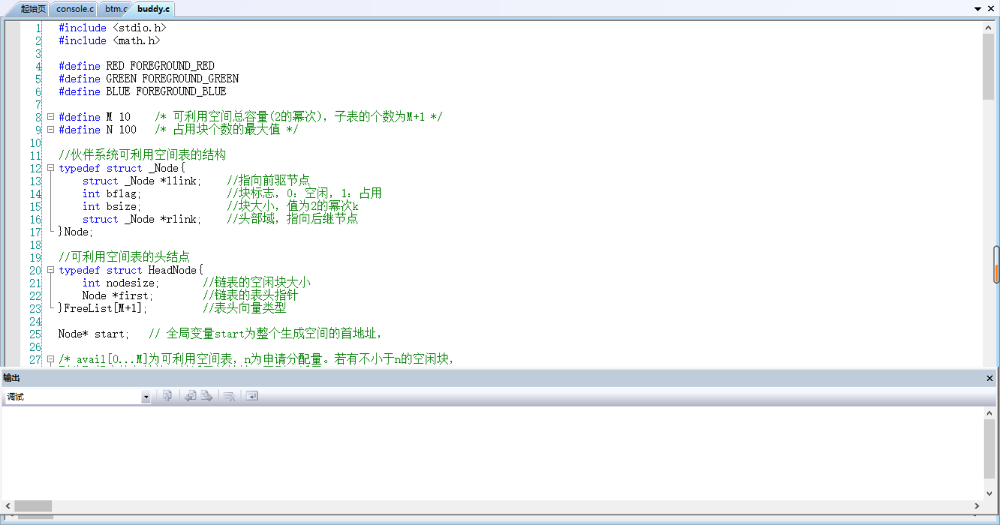 起始页 console.c btm.c buddy.c
1 #include <stdio.h>
2 #include <math.h>
3
4 #define RED FOREGROUND_RED
5 #define GREEN FOREGROUND_GREEN
6 #define BLUE FOREGROUND_BLUE
7
8 #define M 10 /* 可利用空间总容量(2的幂次)，子表的个数为M+1 */
9 #define N 100 /* 占用块个数的最大值 */
10
11 //伙伴系统可利用空间表的结构
12 typedef struct _Node{
13 struct _Node *llink; //指向前驱节点
14 int bflag; //块标志，0：空闲，1：占用
15 int bsize; //块大小，值为2的幂次k
16 struct _Node *rlink; //头部域，指向后继节点
17 }Node;
18
19 //可利用空间表的头结点
20 typedef struct HeadNode{
21 int nodesize; //链表的空闲块大小
22 Node *first; //链表的表头指针
23 }FreeList[M+1]; //表头向量类型
24
25 Node* start; // 全局变量start为整个生成空间的首地址，
26
27 /* avail[0...M]为可利用空间表，n为申请分配量。若有不小于n的空闲块，
输出
调试